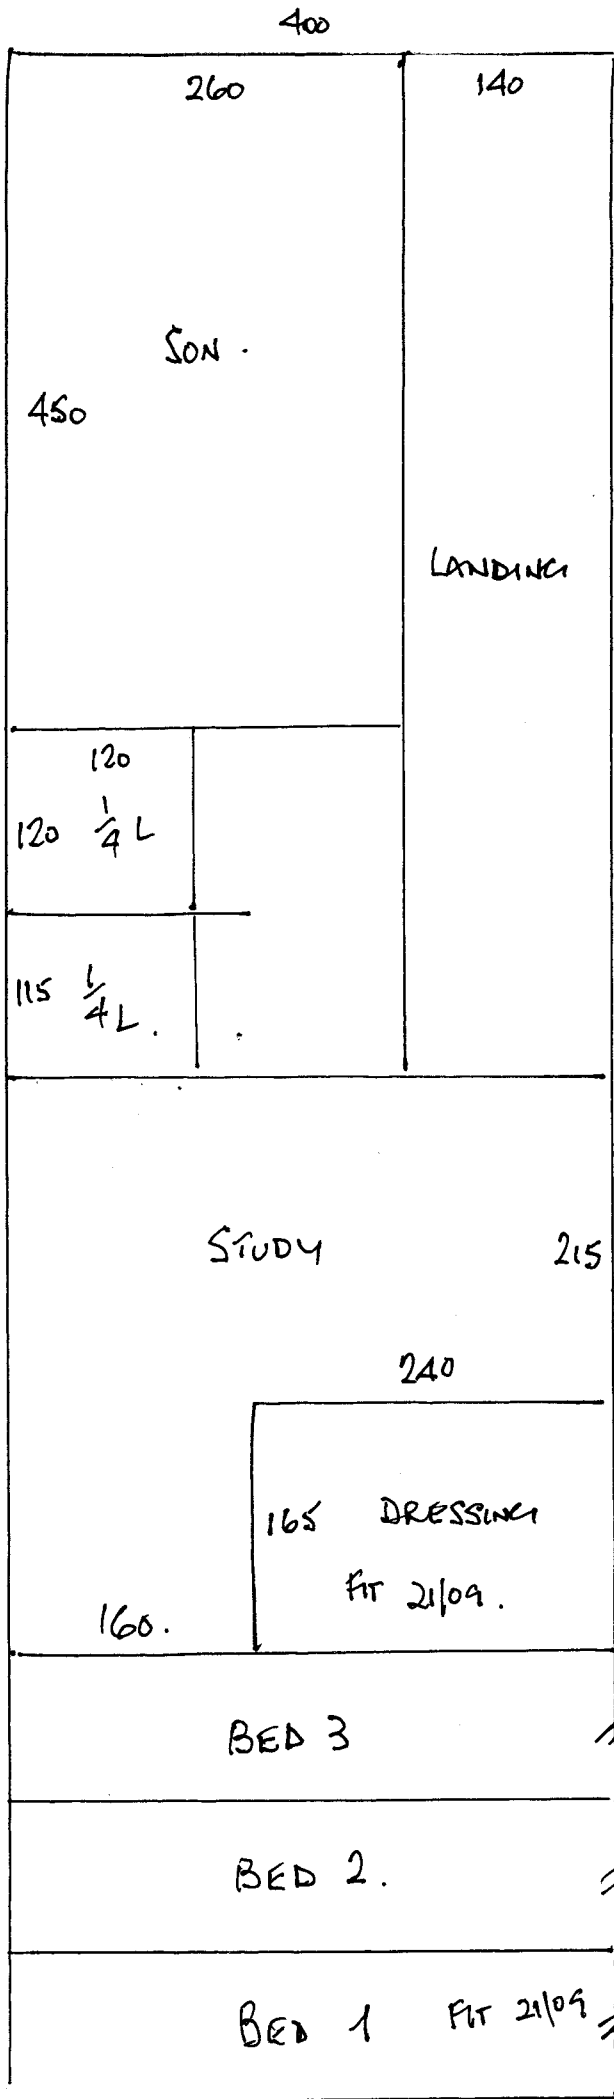 400
260
140
SON.
450
LANDING
120
120 1/4 L
115 1/4 L.
STUDY
215
240
165 DRESSING
FIT 21/09.
160.
BED 3
BED 2.
BED 1 FIT 21/09